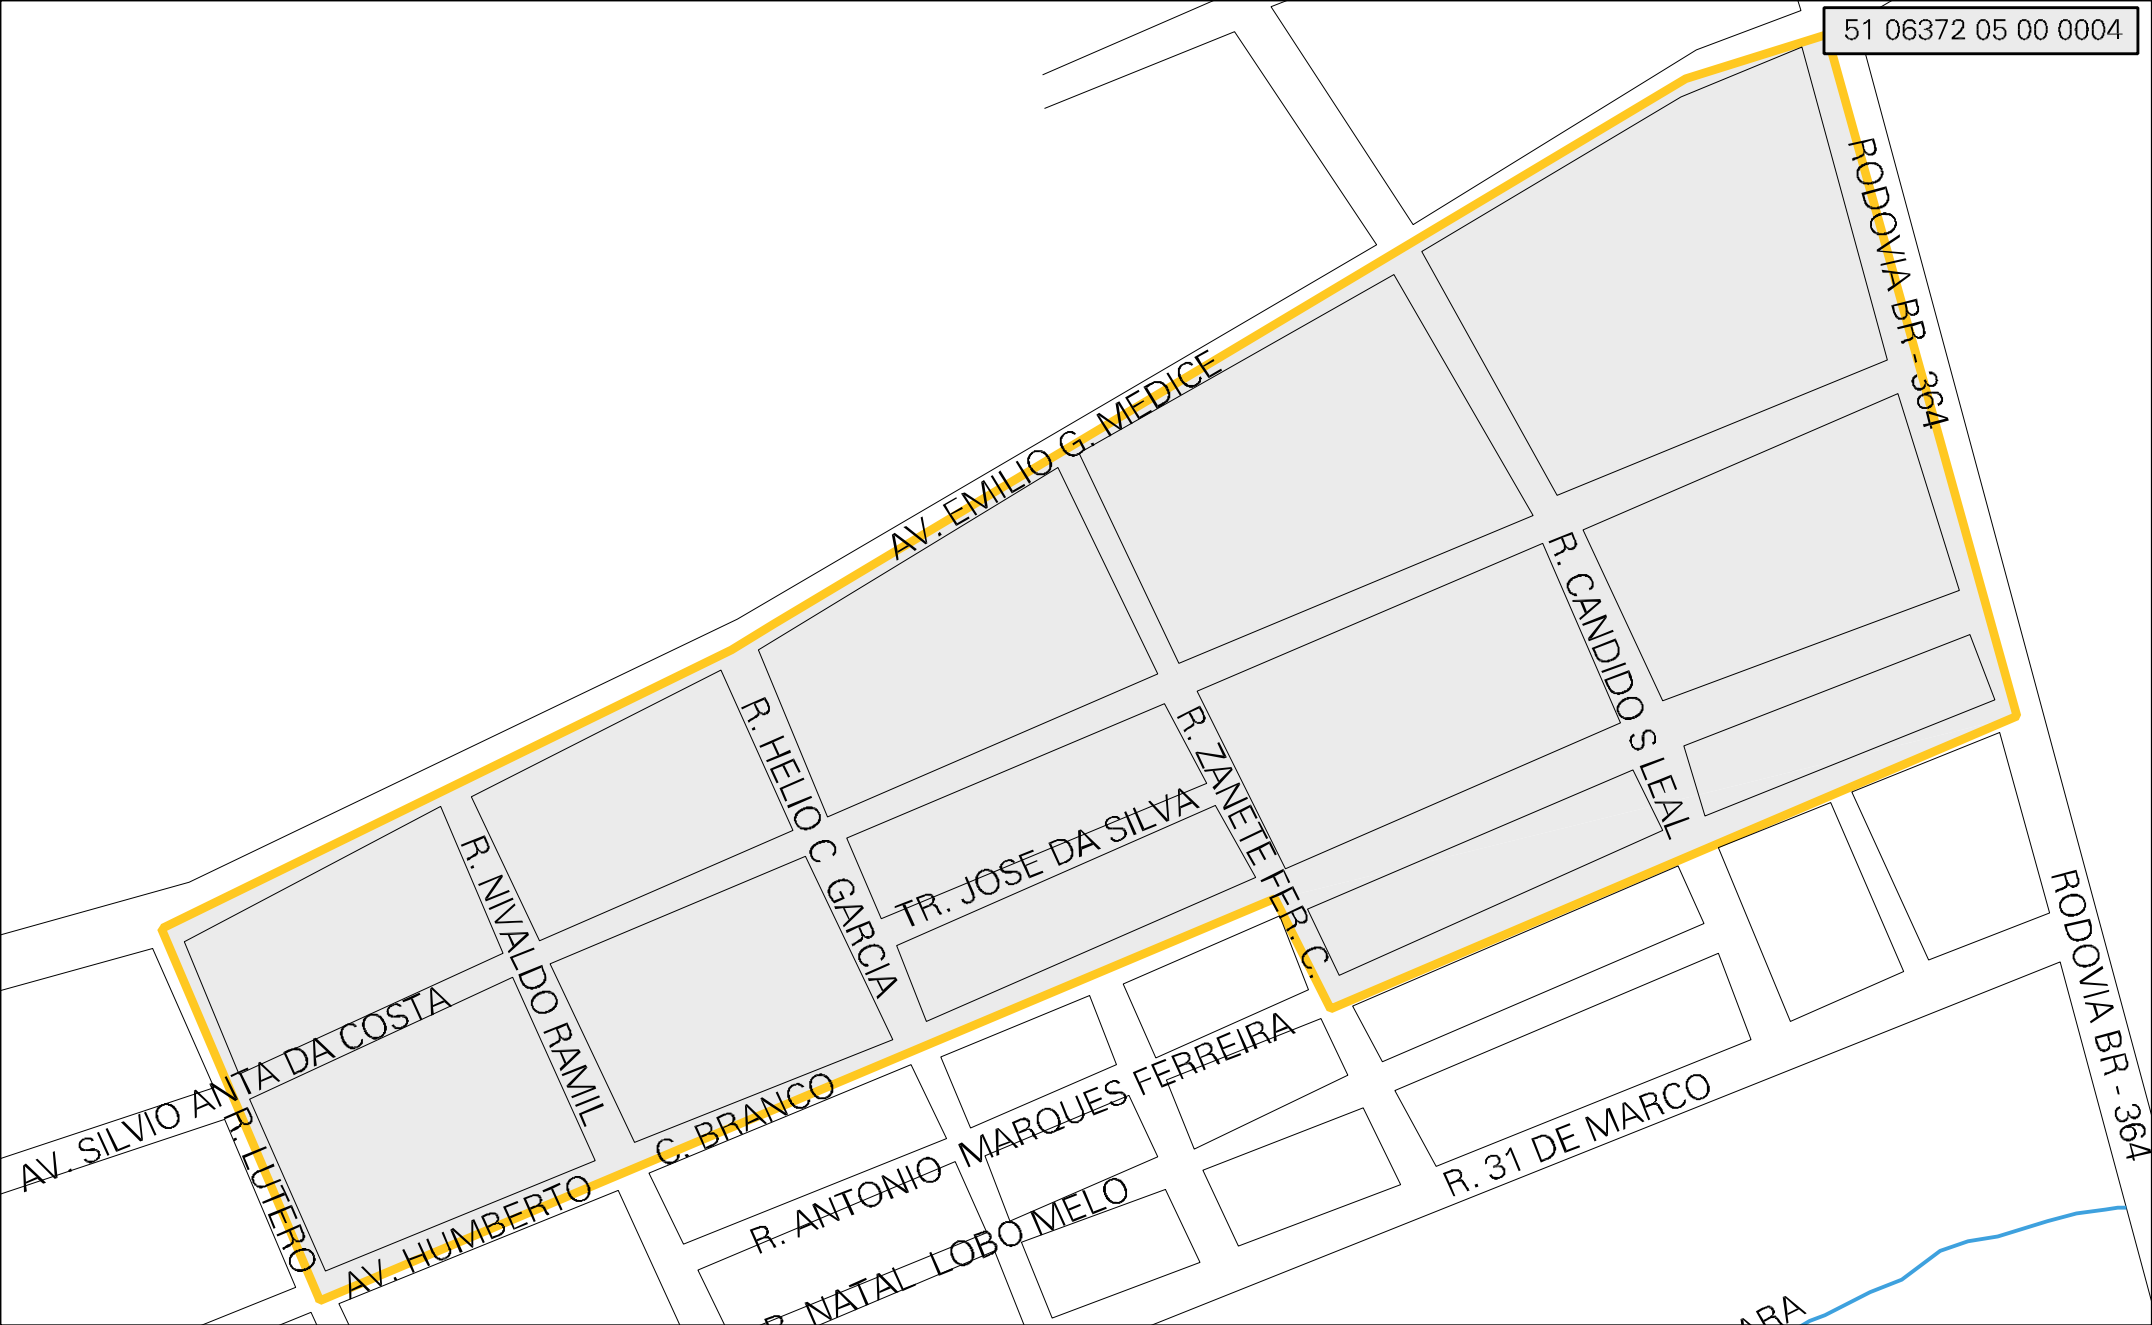 51 06372 05 00 0004
RODOVIA BR - 364
AV. EMILIO G. MEDICE
R. CANDIDO S LEAL
R. HELIO C GARCIA
R. ZANETE FER. C.
TR. JOSE DA SILVA
R. NIVALDO RAMIL
AV. SILVIO ANTA DA COSTA
R. LUTERO
AV. HUMBERTO C. BRANCO
R. ANTONIO MARQUES FERREIRA
R. NATAL LOBO MELO
R. 31 DE MARCO
RODOVIA BR - 364
ARA